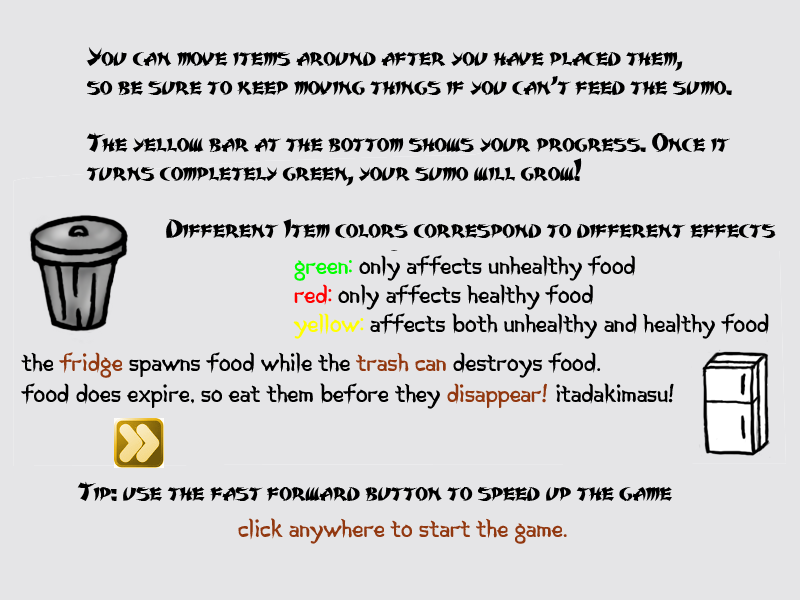 You can move items around after you have placed them,
so be sure to keep moving things if you can't feed the sumo.
The yellow bar at the bottom shows your progress. Once it
turns completely green, your sumo will grow!
Different Item colors correspond to different effects
green: only affects unhealthy food
red: only affects healthy food
yellow: affects both unhealthy and healthy food
the fridge spawns food while the trash can destroys food.
food does expire. so eat them before they disappear! itadakimasu!
Tip: use the fast forward button to speed up the game
click anywhere to start the game.